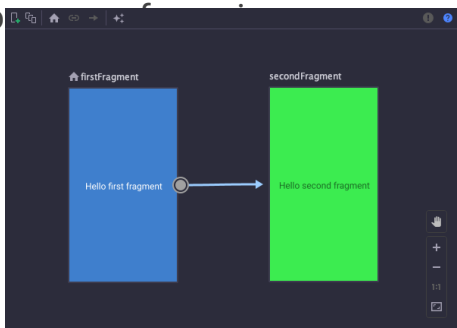 firstFragment
secondFragment
Hello first fragment
Hello second fragment
1:1